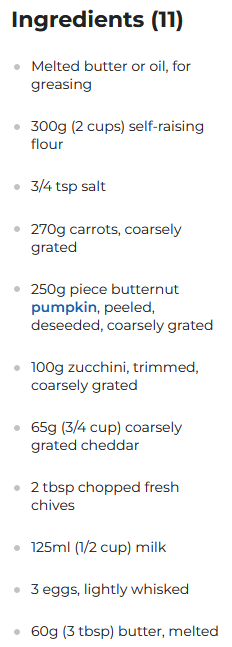 Ingredients (11)
Melted butter or oil, for
greasing
300g (2 cups) self-raising
flour
3/4 tsp salt
270g carrots, coarsely
grated
250g piece butternut
pumpkin, peeled,
deseeded, coarsely grated
100g zucchini, trimmed,
coarsely grated
65g (3/4 cup) coarsely
grated cheddar
2 tbsp chopped fresh
chives
125ml (1/2 cup) milk
3 eggs, lightly whisked
60g (3 tbsp) butter, melted